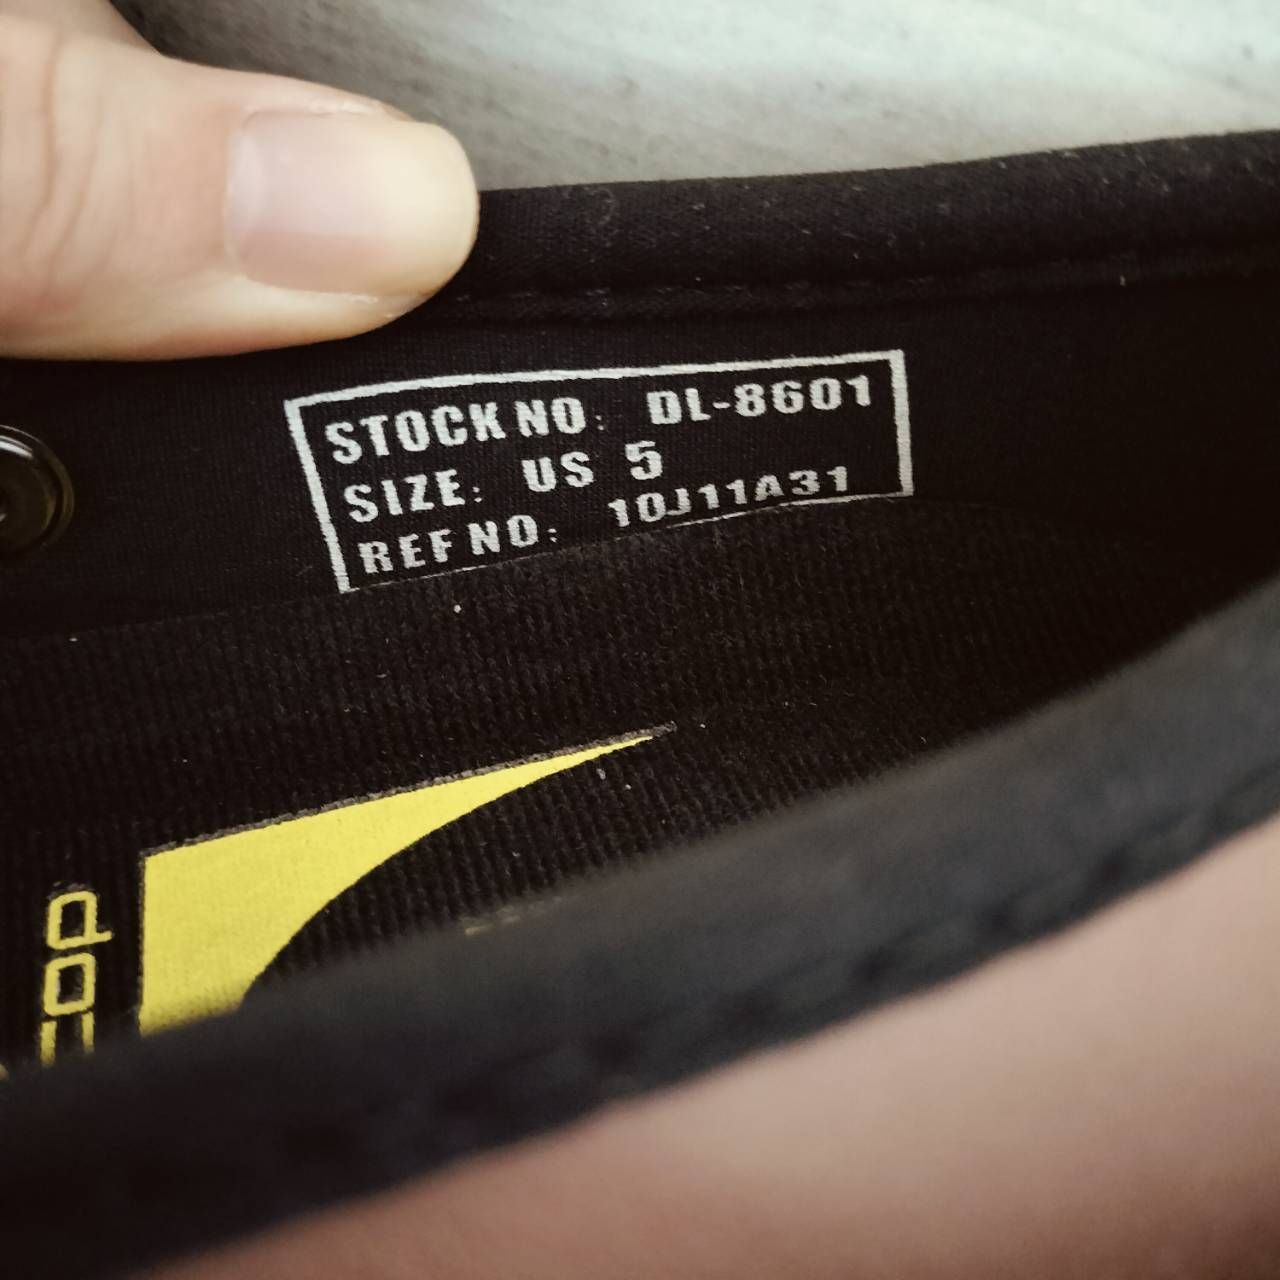 STOCK NO: DL-8601
SIZE: US 5
REF NO: 10J11A31